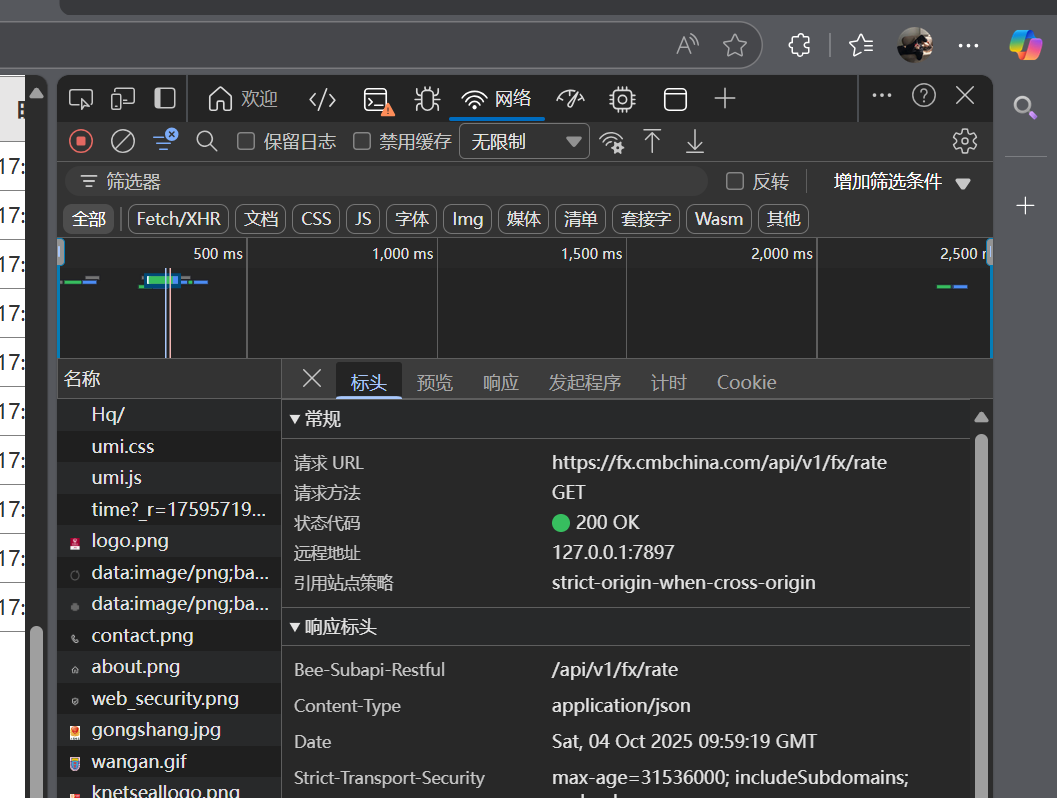 欢迎
网络
保留日志
禁用缓存
无限制
筛选器
反转
增加筛选条件
全部
Fetch/XHR
文档
CSS
JS
字体
Img
媒体
清单
套接字
Wasm
其他
500 ms
1,000 ms
1,500 ms
2,000 ms
2,500
名称
标头
预览
响应
发起程序
计时
Cookie
Hq/
umi.css
umi.js
time?_r=17595719...
logo.png
data:image/png;ba...
data:image/png;ba...
contact.png
about.png
web_security.png
gongshang.jpg
wangan.gif
knetseallogo.png
常规
请求 URL
https://fx.cmbchina.com/api/v1/fx/rate
请求方法
GET
状态代码
200 OK
远程地址
127.0.0.1:7897
引用站点策略
strict-origin-when-cross-origin
响应标头
Bee-Subapi-Restful
/api/v1/fx/rate
Content-Type
application/json
Date
Sat, 04 Oct 2025 09:59:19 GMT
Strict-Transport-Security
max-age=31536000; includeSubdomains;
17:
17:
17:
17:
17:
17:
17:
17:
17:
17: